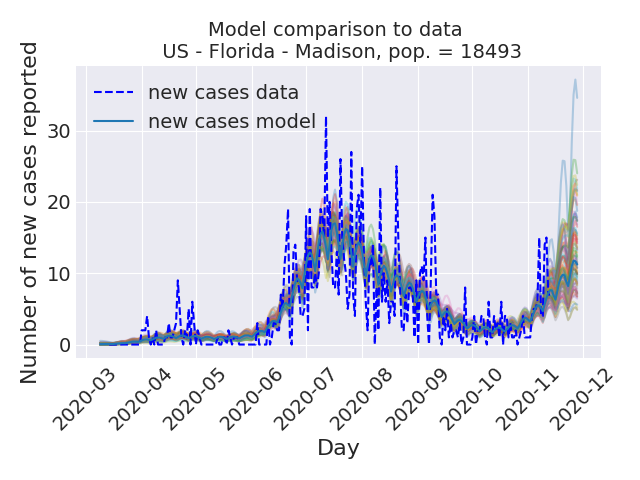 Model comparison to data
US - Florida - Madison, pop. = 18493
Number of new cases reported
30
20
10
0
new cases data
new cases model
2020-03
2020-04
2020-05
2020-06
2020-07
2020-08
2020-09
2020-10
2020-11
2020-12
Day